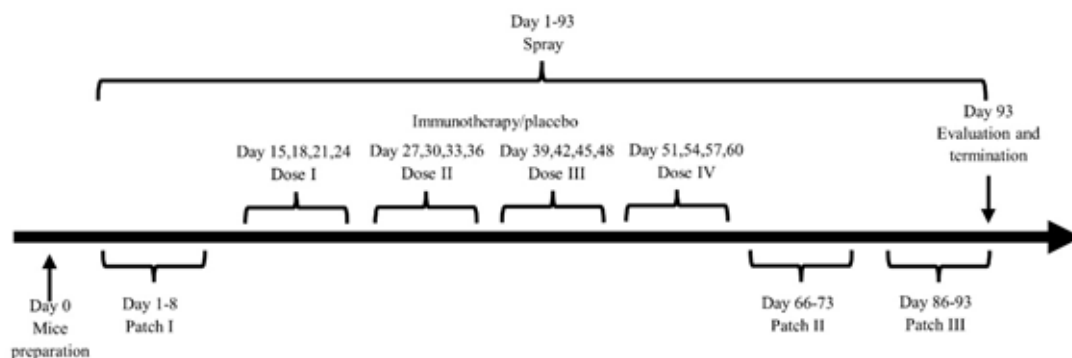 Day 1-93
Spray
Immunotherapy/placebo
Day 15,18,21,24
Dose I
Day 27,30,33,36
Dose II
Day 39,42,45,48
Dose III
Day 51,54,57,60
Dose IV
Day 93
Evaluation and
termination
Day 0
Mice
preparation
Day 1-8
Patch I
Day 66-73
Patch II
Day 86-93
Patch III